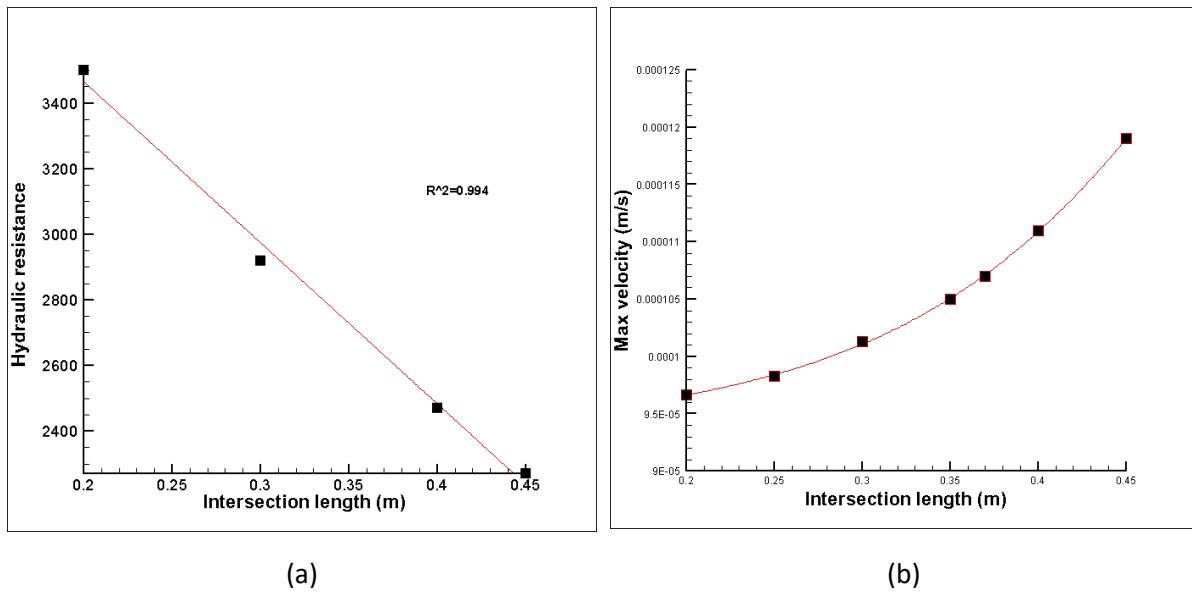 3400
3200
3000
2800
2600
2400
Hydraulic resistance
R^2=0.994
0.2 0.25 0.3 0.35 0.4 0.45
Intersection length (m)
(a)
0.000125
0.00012
0.000115
0.00011
0.000105
0.0001
9.5E-05
9E-05
Max velocity (m/s)
0.2 0.25 0.3 0.35 0.4 0.45
Intersection length (m)
(b)